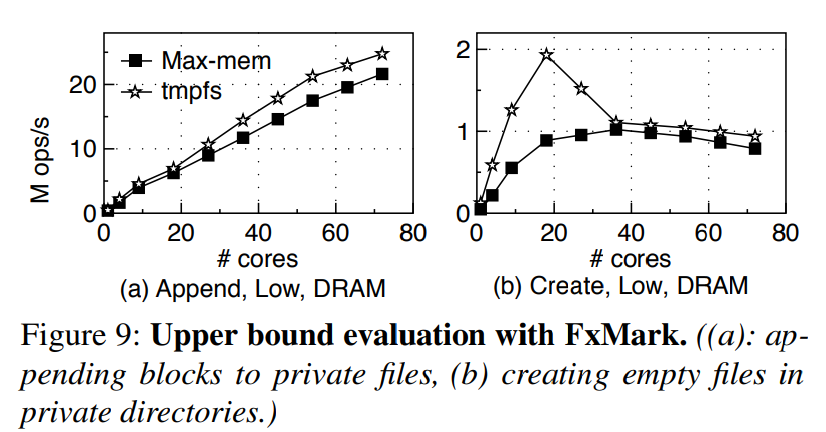 Max-mem
tmpfs
M ops/s
20
10
0
0 20 40 60 80
# cores
(a) Append, Low, DRAM
2
1
0
0 20 40 60 80
# cores
(b) Create, Low, DRAM
Figure 9: Upper bound evaluation with FxMark. ((a): ap-
pending blocks to private files, (b) creating empty files in
private directories.)